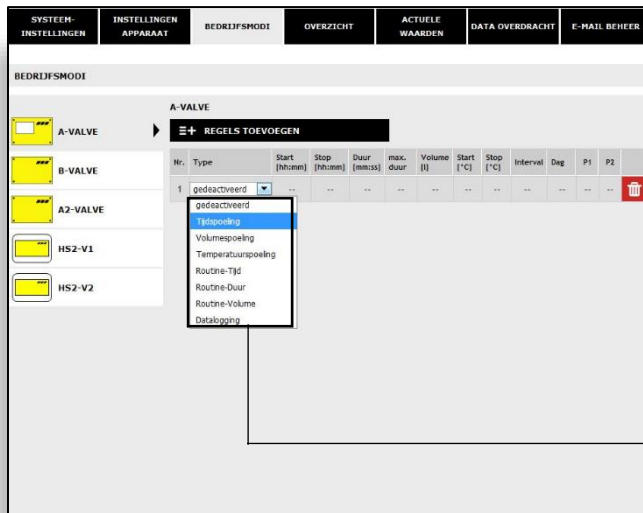 SYSTEEM-
INSTELLINGEN
INSTELLINGEN
APPARAAT
BEDRIJFSMODI
OVERZICHT
ACTUELE
WAARDEN
DATA OVERDRACHT
E-MAIL BEHEER
BEDRIJFSMODI
A-VALVE
B-VALVE
A2-VALVE
HS2-V1
HS2-V2
A-VALVE
REGELS TOEVOEGEN
Nr. Type Start [hh:mm] Stop [hh:mm] Duur [mm:ss] max. duur Volume [l] Start [°C] Stop [°C] Interval Dag P1 P2
1 gedeactiveerd -- -- -- -- -- -- -- -- -- -- --
gedeactiveerd
Tijdspoeling
Volumespoeling
Temperatuurspoeling
Routine-Tijd
Routine-Duur
Routine-Volume
Datalogging